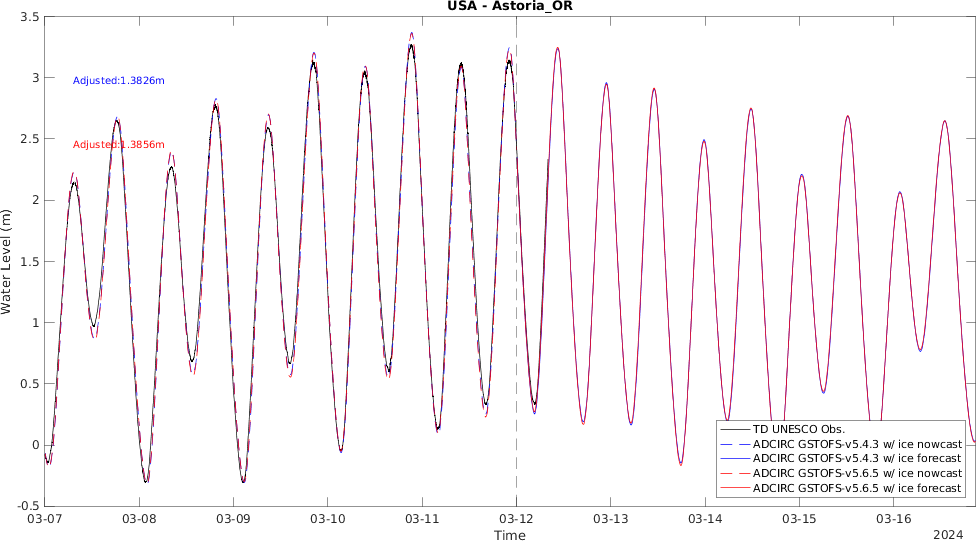 USA - Astoria_OR
3.5
3
2.5
2
1.5
1
0.5
0
-0.5
Water Level (m)
Adjusted:1.3826m
Adjusted:1.3856m
TD UNESCO Obs.
ADCIRC GSTOFS-v5.4.3 w/ ice nowcast
ADCIRC GSTOFS-v5.4.3 w/ ice forecast
ADCIRC GSTOFS-v5.6.5 w/ ice nowcast
ADCIRC GSTOFS-v5.6.5 w/ ice forecast
03-07 03-08 03-09 03-10 03-11 03-12 03-13 03-14 03-15 03-16
Time
2024